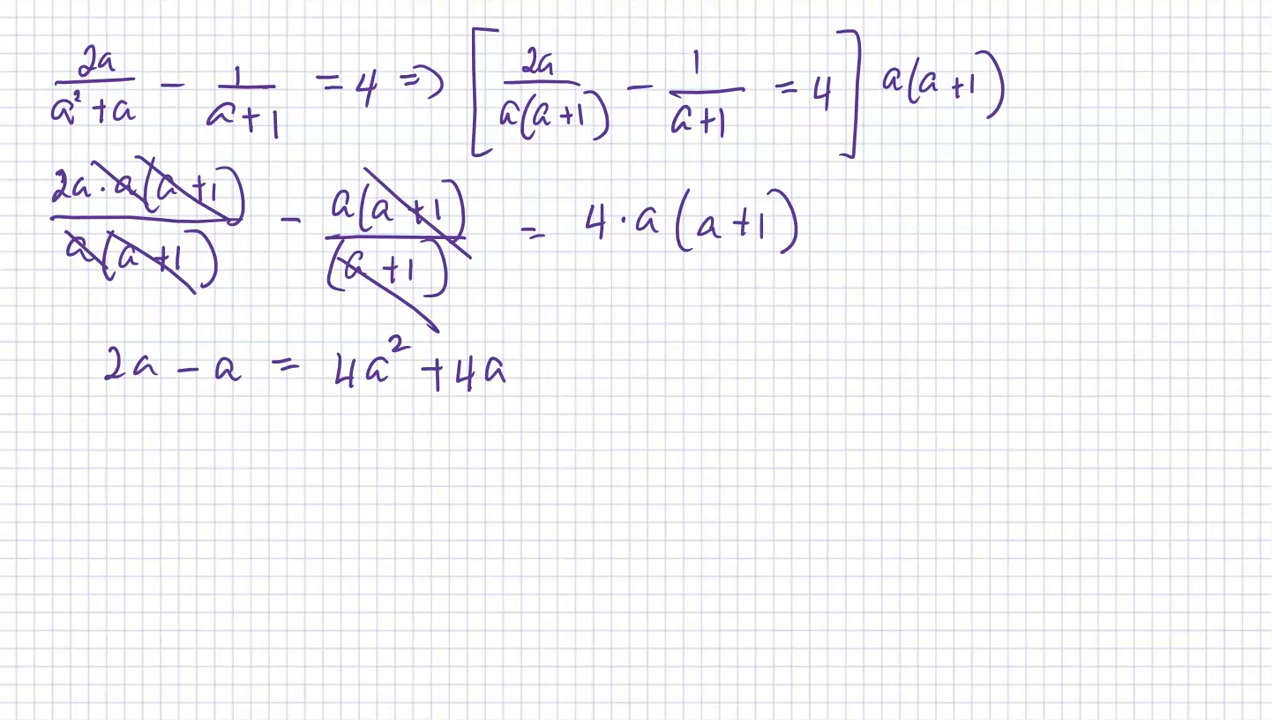 2a/(a² + a) - 1/(a+1) = 4 => [2a/(a(a+1)) - 1/(a+1) = 4] a(a+1)
2a·a(a+1)/(a(a+1)) - a(a+1)/(a+1) = 4·a(a+1)
2a - a = 4a² + 4a